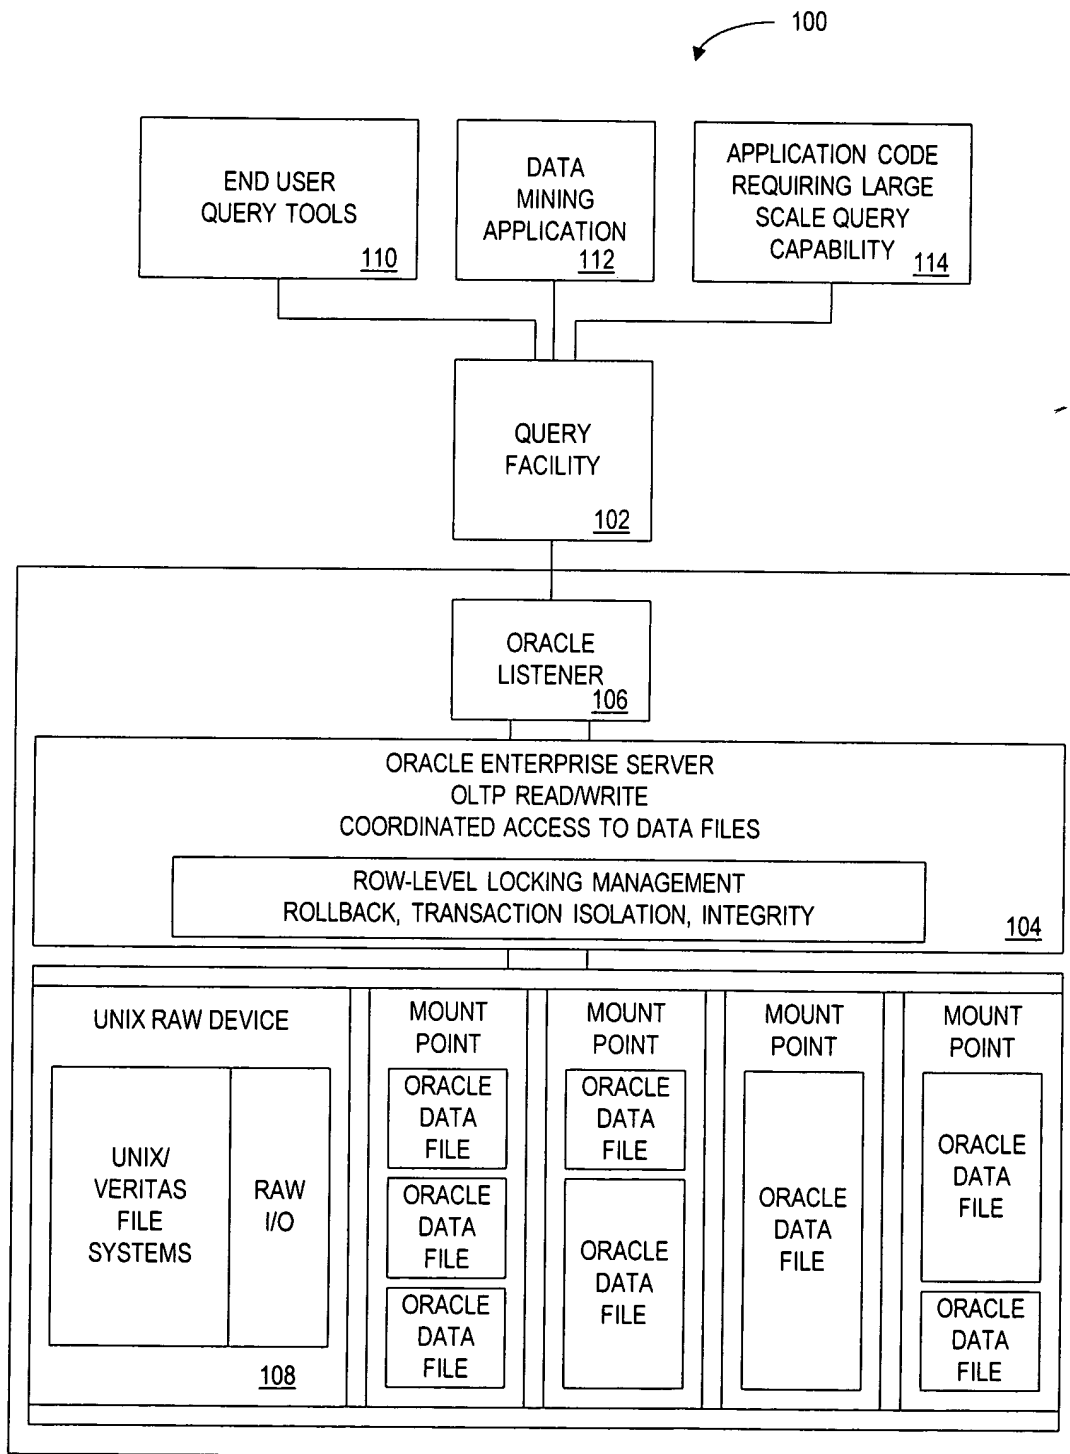 100
END USER
QUERY TOOLS
110
DATA
MINING
APPLICATION
112
APPLICATION CODE
REQUIRING LARGE
SCALE QUERY
CAPABILITY
114
QUERY
FACILITY
102
ORACLE
LISTENER
106
ORACLE ENTERPRISE SERVER
OLTP READ/WRITE
COORDINATED ACCESS TO DATA FILES
ROW-LEVEL LOCKING MANAGEMENT
ROLLBACK, TRANSACTION ISOLATION, INTEGRITY
104
UNIX RAW DEVICE
UNIX/
VERITAS
FILE
SYSTEMS
RAW
I/O
108
MOUNT
POINT
ORACLE
DATA
FILE
ORACLE
DATA
FILE
ORACLE
DATA
FILE
MOUNT
POINT
ORACLE
DATA
FILE
ORACLE
DATA FILE
MOUNT
POINT
ORACLE
DATA
FILE
MOUNT
POINT
ORACLE
DATA
FILE
ORACLE
DATA
FILE